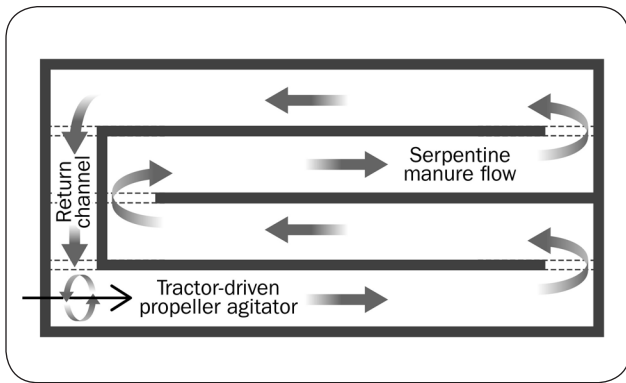 Serpentine
manure flow
Return
channel
Tractor-driven
propeller agitator